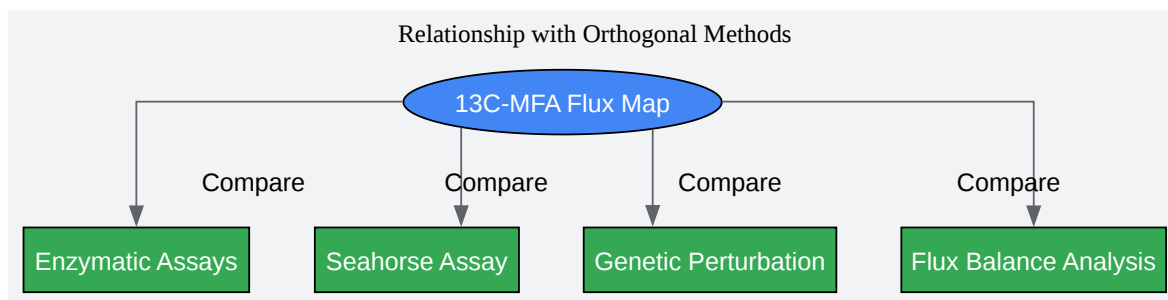 Relationship with Orthogonal Methods
13C-MFA Flux Map
Compare
Compare
Compare
Compare
Enzymatic Assays
Seahorse Assay
Genetic Perturbation
Flux Balance Analysis